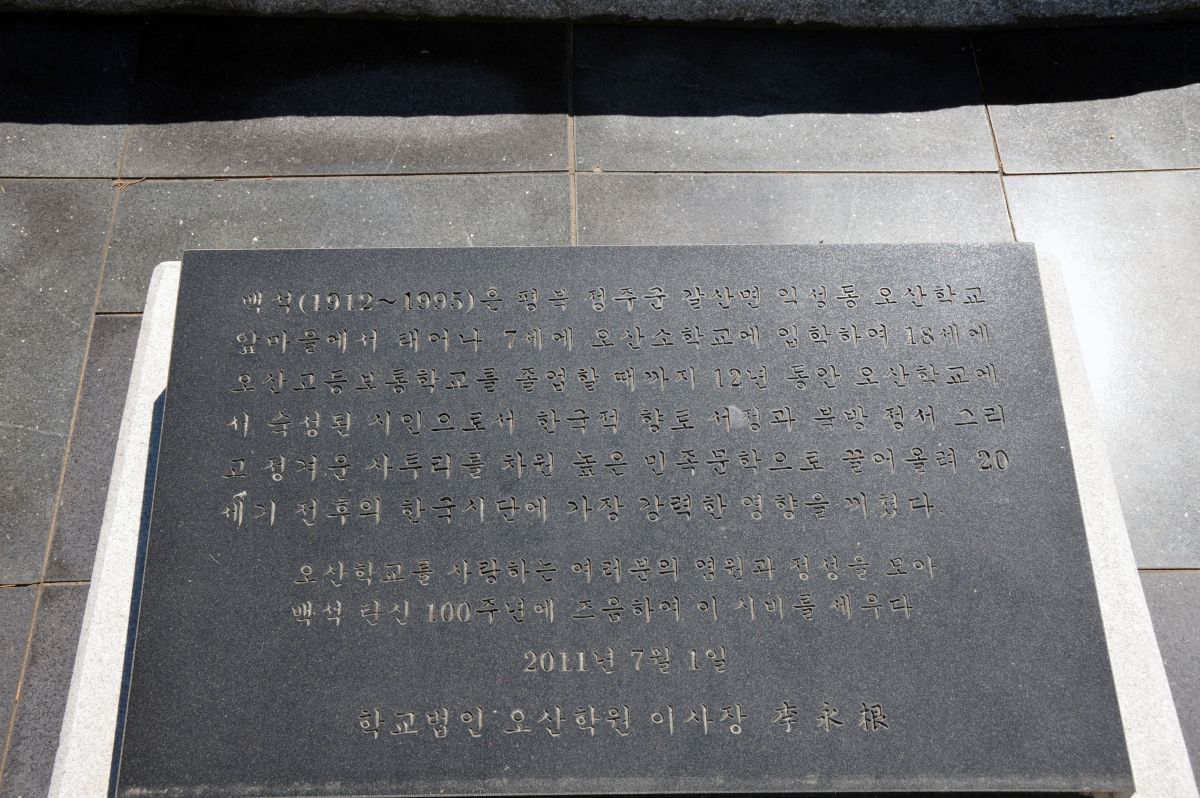 백석(1912~1995)은 평북 정주군 갈산면 익성동 오산학교
앞마을에서 태어나 7세에 오산소학교에 입학하여 18세에
오산고등보통학교를 졸업할 때까지 12년 동안 오산학교에
서 숙성된 시인으로서 한국적 향토 서정과 북방 정서 그리
고 정겨운 사투리를 차원 높은 민족문학으로 끌어올려 20
세기 전후의 한국시단에 가장 강력한 영향을 끼쳤다.
오산학교를 사랑하는 여러분의 염원과 정성을 모아
백석 탄신 100주년에 즈음하여 이 시비를 세우다
2011년 7월 1일
학교법인 오산학원 이사장 李永根